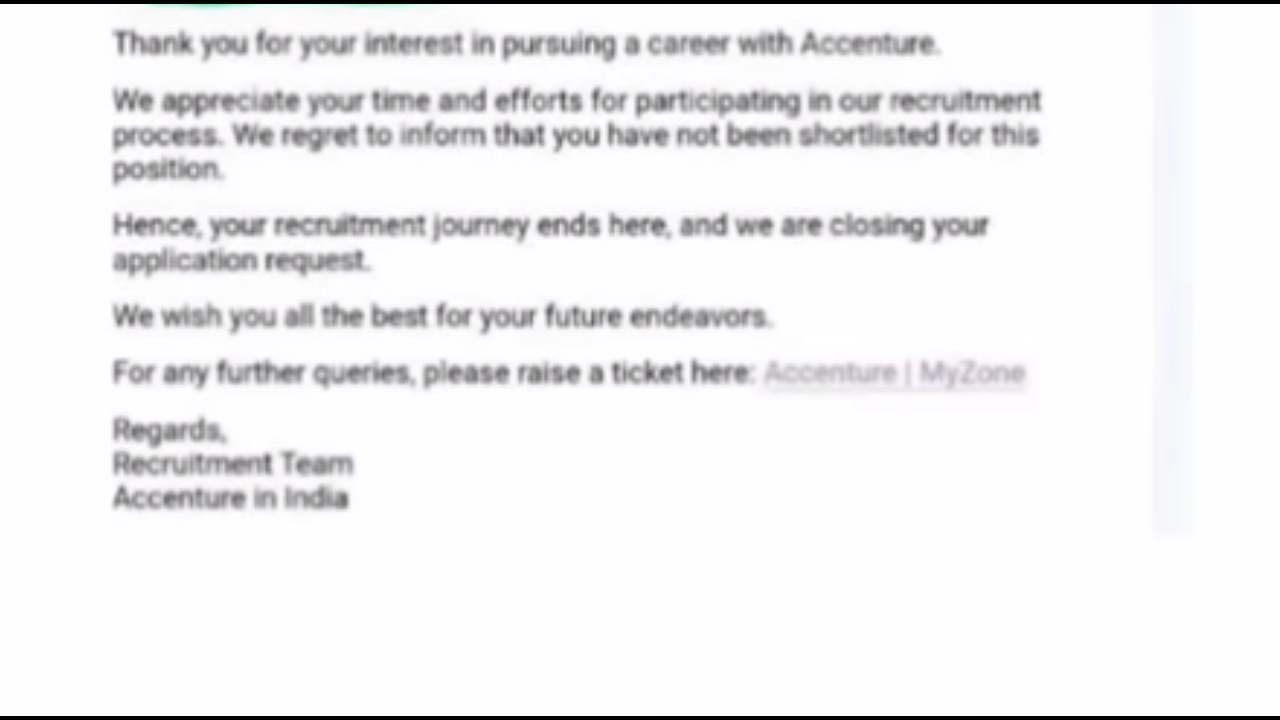 Thank you for your interest in pursuing a career with Accenture.
We appreciate your time and efforts for participating in our recruitment
process. We regret to inform that you have not been shortlisted for this
position.
Hence, your recruitment journey ends here, and we are closing your
application request.
We wish you all the best for your future endeavors.
For any further queries, please raise a ticket here: Accenture | MyZone
Regards,
Recruitment Team
Accenture in India